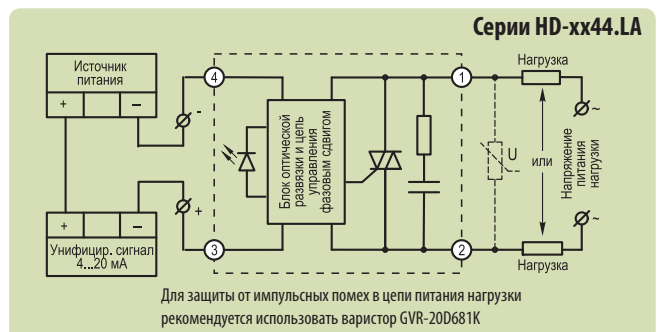 Серии HD-xx44.LA
Источник
питания
+ –
-
4
1
Нагрузка
~
Блок оптической
развязки и цепь
управления
фазовым сдвигом
U
или
Напряжение
питания
нагрузки
+
+ –
Унифицир. сигнал
4...20 мА
3
2
~
Нагрузка
Для защиты от импульсных помех в цепи питания нагрузки
рекомендуется использовать варистор GVR-20D681K